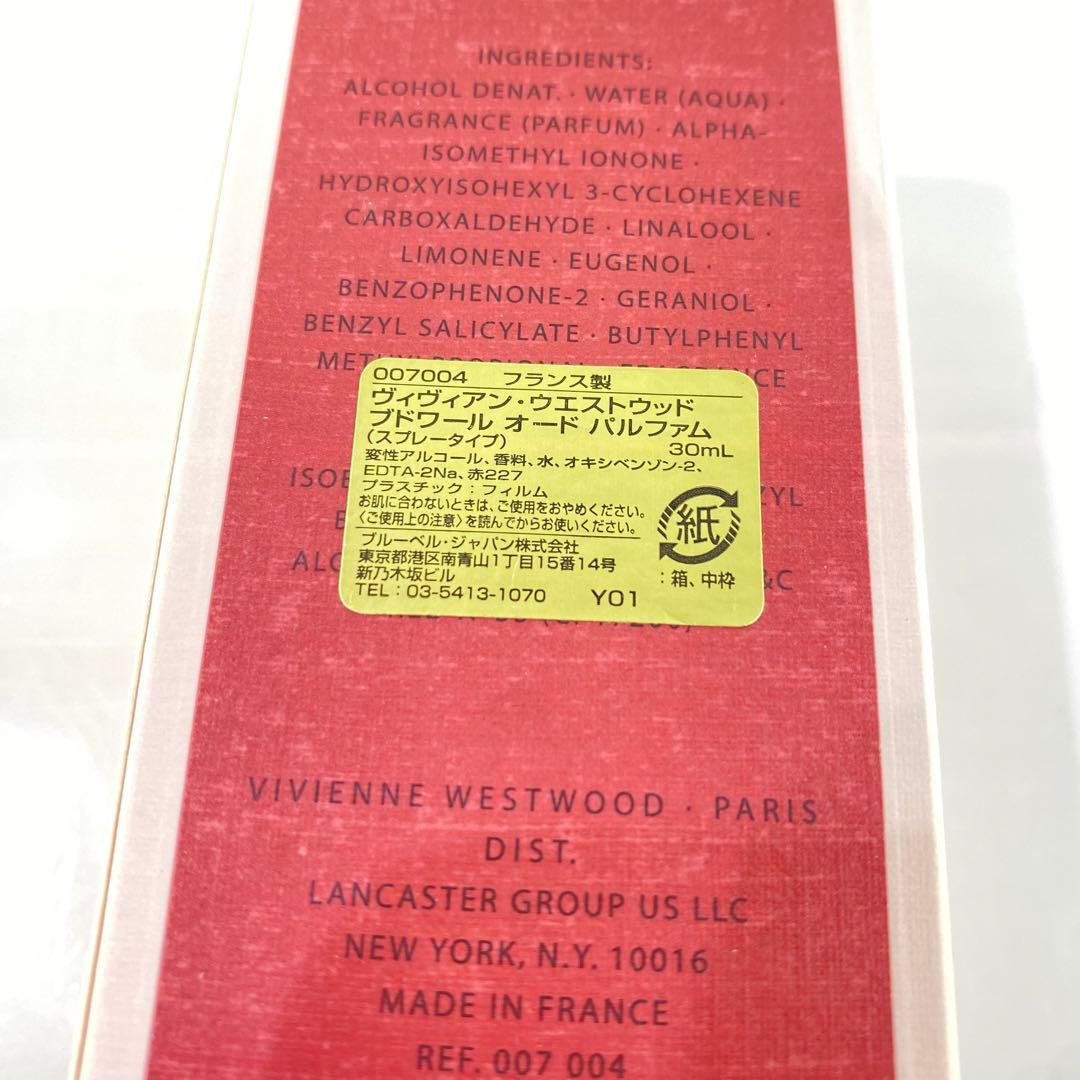 INGREDIENTS:
ALCOHOL DENAT. · WATER (AQUA) ·
FRAGRANCE (PARFUM) · ALPHA-
ISOMETHYL IONONE ·
HYDROXYISOHEXYL 3-CYCLOHEXENE
CARBOXALDEHYDE · LINALOOL ·
LIMONENE · EUGENOL ·
BENZOPHENONE-2 · GERANIOL ·
BENZYL SALICYLATE · BUTYLPHENYL
007004 フランス製
ヴィヴィアン・ウエストウッド
ブドワール オード パルファム
(スプレータイプ) 30mL
変性アルコール、香料、水、オキシベンゾン-2、
EDTA-2Na、赤227
プラスチック:フィルム
お肌に合わないときは、ご使用をおやめください。
〈ご使用上の注意〉を読んでからお使いください。
紙
:箱、中枠
ブルーベル・ジャパン株式会社
東京都港区南青山1丁目15番14号
新乃木坂ビル
TEL:03-5413-1070 Y01
VIVIENNE WESTWOOD · PARIS
DIST.
LANCASTER GROUP US LLC
NEW YORK, N.Y. 10016
MADE IN FRANCE
REF. 007 004